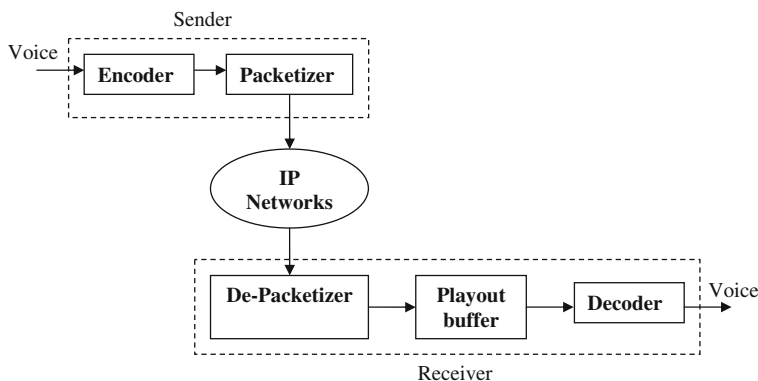 Sender
Voice
Encoder
Packetizer
IP
Networks
De-Packetizer
Playout
buffer
Decoder
Voice
Receiver